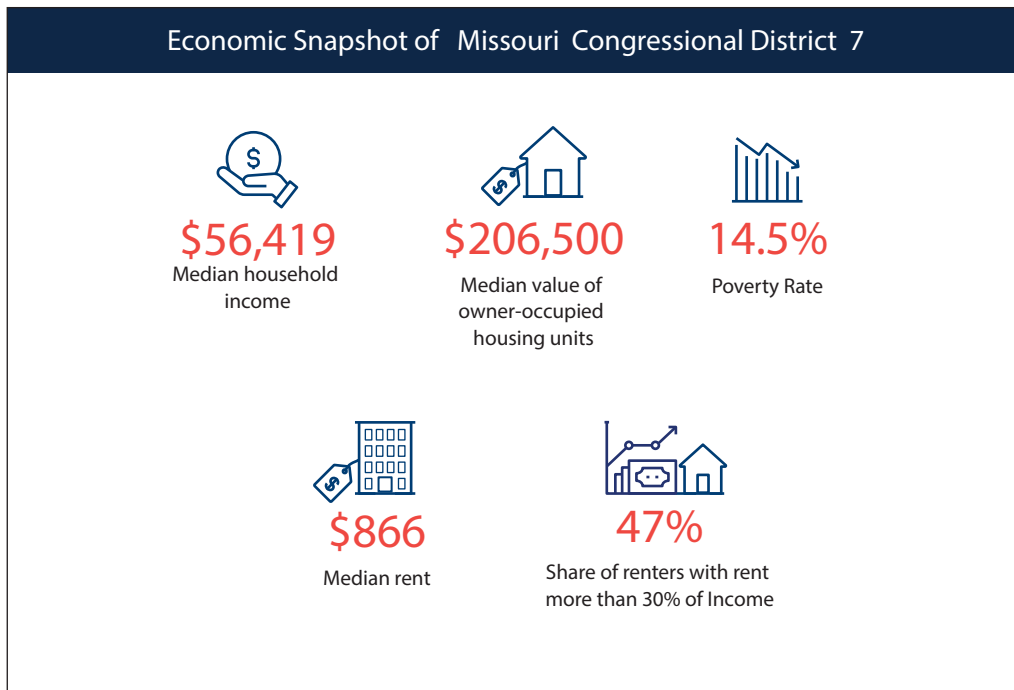 Economic Snapshot of Missouri Congressional District 7
$
$56,419
Median household
income
$
$206,500
Median value of
owner-occupied
housing units
14.5%
Poverty Rate
$
$866
Median rent
47%
Share of renters with rent
more than 30% of Income